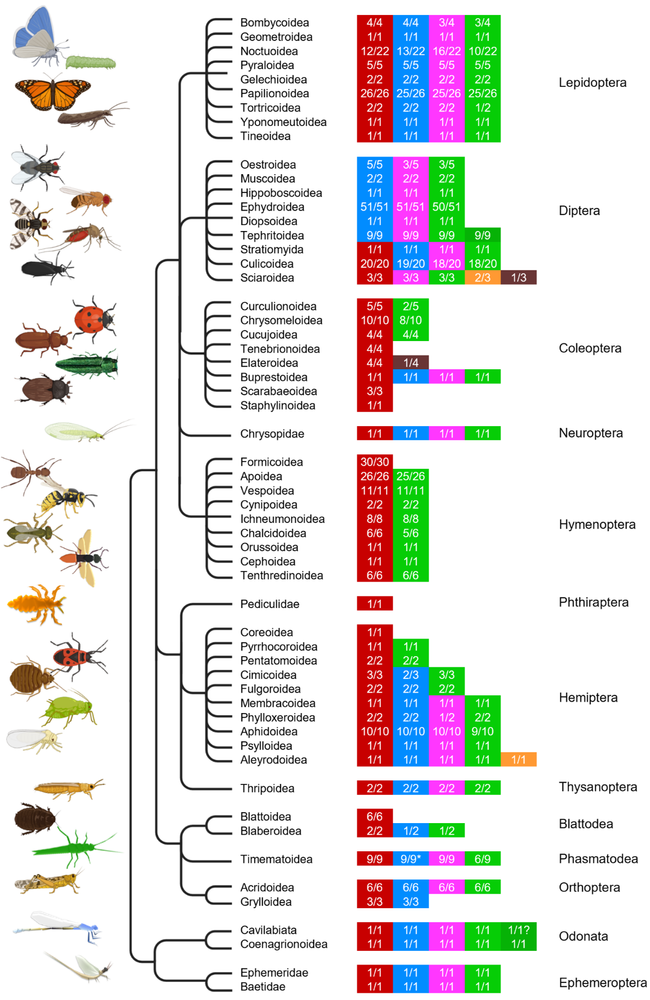 Bombycoidea 4/4 4/4 3/4 3/4
Geometroidea 1/1 1/1 1/1 1/1
Noctuoidea 12/22 13/22 16/22 10/22
Pyraloidea 5/5 5/5 5/5 5/5
Gelechioidea 2/2 2/2 2/2 2/2
Lepidoptera
Papilionoidea 26/26 25/26 25/26 25/26
Tortricoidea 2/2 2/2 2/2 1/2
Yponomeutoidea 1/1 1/1 1/1 1/1
Tineoidea 1/1 1/1 1/1 1/1
Oestroidea 5/5 3/5 3/5
Muscoidea 2/2 2/2 2/2
Hippoboscoidea 1/1 1/1 1/1
Ephydroidea 51/51 51/51 50/51
Diptera
Diopsoidea 1/1 1/1 1/1
Tephritoidea 9/9 9/9 9/9 9/9
Stratiomyida 1/1 1/1 1/1 1/1
Culicoidea 20/20 19/20 18/20 18/20
Sciaroidea 3/3 3/3 3/3 2/3 1/3
Curculionoidea 5/5 2/5
Chrysomeloidea 10/10 8/10
Cucujoidea 4/4 4/4
Tenebrionoidea 4/4
Coleoptera
Elateroidea 4/4 1/4
Buprestoidea 1/1 1/1 1/1 1/1
Scarabaeoidea 3/3
Staphylinoidea 1/1
Chrysopidae 1/1 1/1 1/1 1/1 Neuroptera
Formicoidea 30/30
Apoidea 26/26 25/26
Vespoidea 11/11 11/11
Cynipoidea 2/2 2/2
Ichneumonoidea 8/8 8/8
Hymenoptera
Chalcidoidea 6/6 5/6
Orussoidea 1/1 1/1
Cephoidea 1/1 1/1
Tenthredinoidea 6/6 6/6
Pediculidae 1/1 Phthiraptera
Coreoidea 1/1
Pyrrhocoroidea 1/1 1/1
Pentatomoidea 2/2 2/2
Cimicoidea 3/3 2/3 3/3
Fulgoroidea 2/2 2/2 2/2
Hemiptera
Membracoidea 1/1 1/1 1/1 1/1
Phylloxeroidea 2/2 2/2 1/2 2/2
Aphidoidea 10/10 10/10 10/10 9/10
Psylloidea 1/1 1/1 1/1 1/1
Aleyrodoidea 1/1 1/1 1/1 1/1 1/1
Thripoidea 2/2 2/2 2/2 2/2 Thysanoptera
Blattoidea 6/6
Blattodea
Blaberoidea 2/2 1/2 1/2
Timematoidea 9/9 9/9* 9/9 6/9 Phasmatodea
Acridoidea 6/6 6/6 6/6 6/6 Orthoptera
Grylloidea 3/3 3/3
Cavilabiata 1/1 1/1 1/1 1/1 1/1?
Odonata
Coenagrionoidea 1/1 1/1 1/1 1/1 1/1
Ephemeridae 1/1 1/1 1/1 1/1
Ephemeroptera
Baetidae 1/1 1/1 1/1 1/1